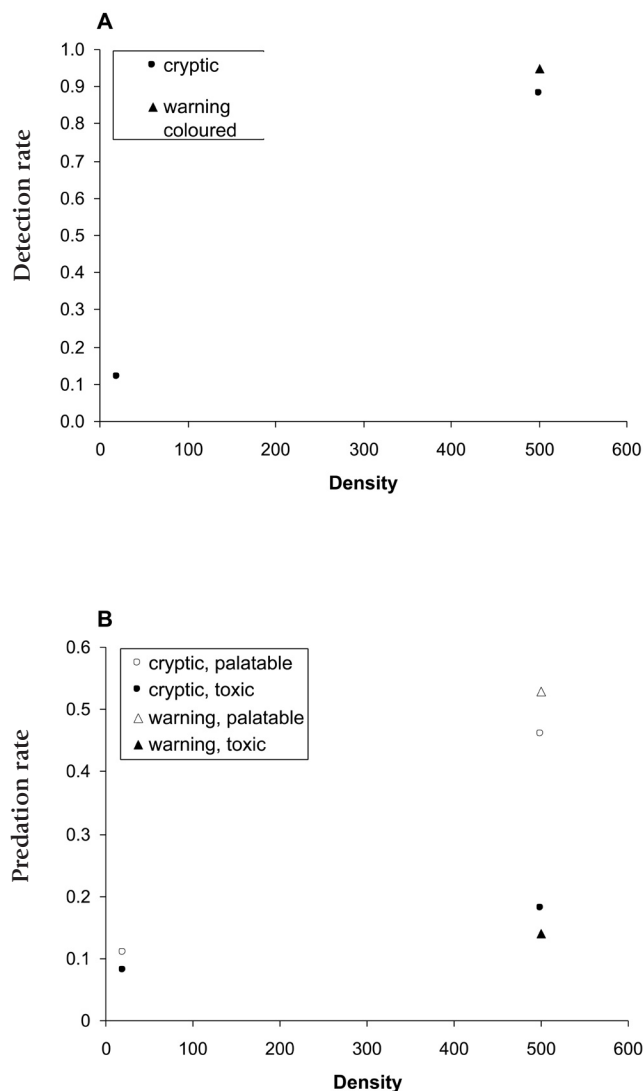 A
1.0
cryptic
0.9
warning
coloured
0.8
0.7
0.6
0.5
0.4
0.3
0.2
0.1
0.0
Detection rate
0 100 200 300 400 500 600
Density
B
0.6
cryptic, palatable
cryptic, toxic
0.5
warning, palatable
warning, toxic
0.4
0.3
0.2
0.1
0
Predation rate
0 100 200 300 400 500 600
Density